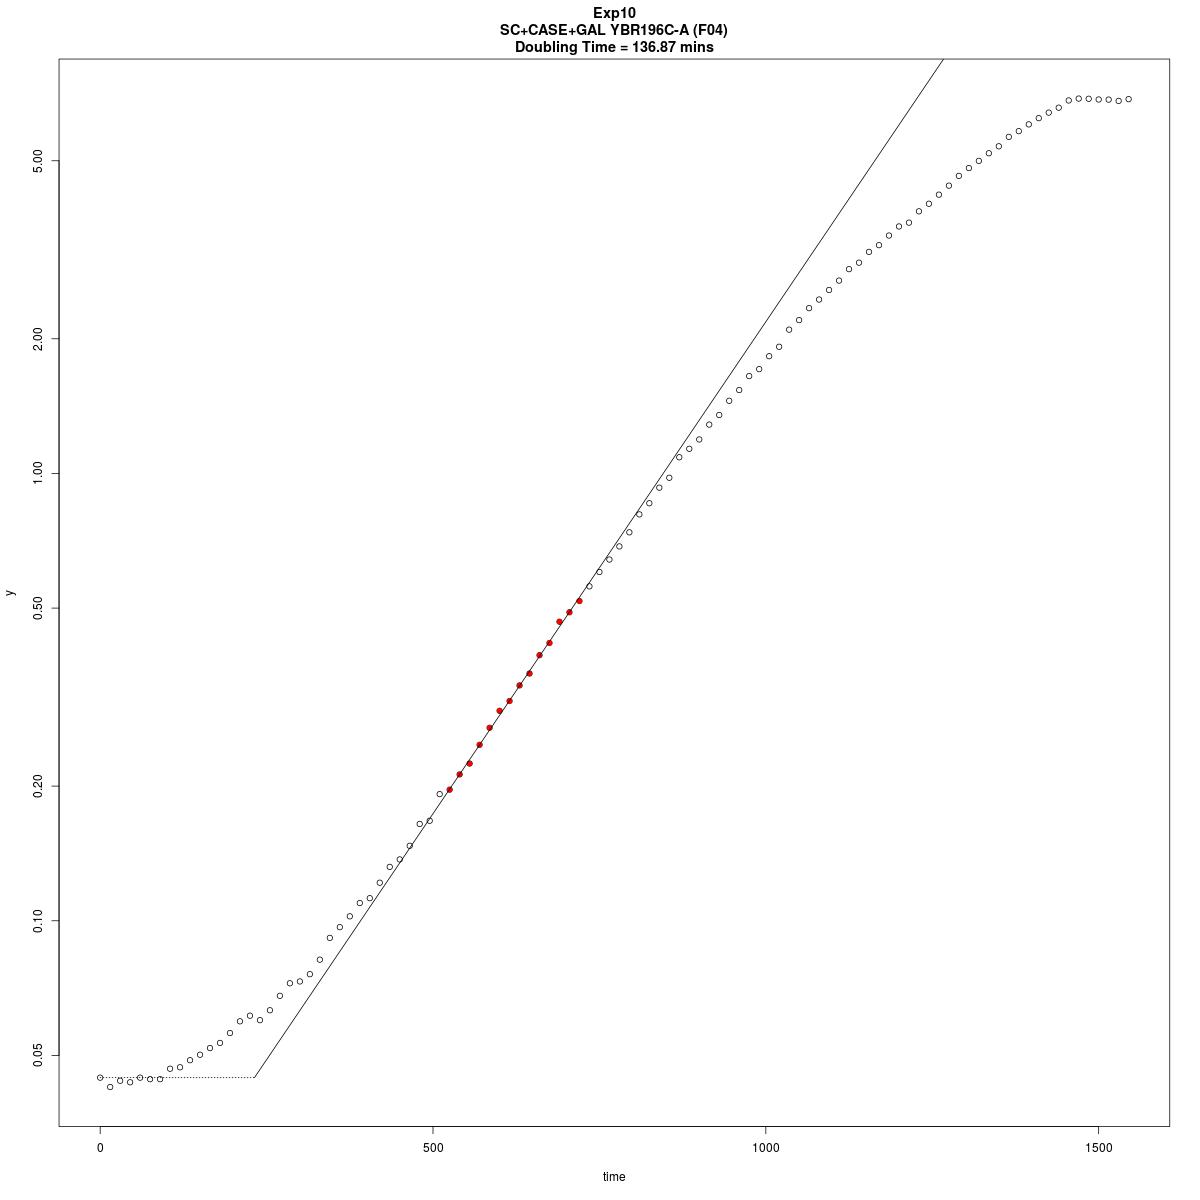 Exp10
SC+CASE+GAL YBR196C-A (F04)
Doubling Time = 136.87 mins
5.00
2.00
1.00
0.50
0.20
0.10
0.05
y
0 500 1000 1500
time